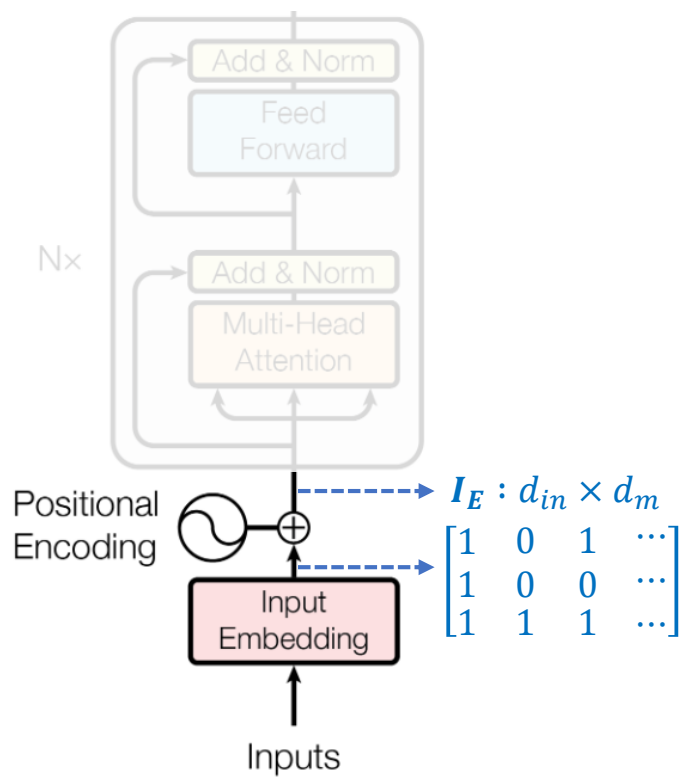 Add & Norm
Feed
Forward
N×
Add & Norm
Multi-Head
Attention
I_E : d_in × d_m
Positional
Encoding
1 0 1 ⋯
1 0 0 ⋯
1 1 1 ⋯
Input
Embedding
Inputs